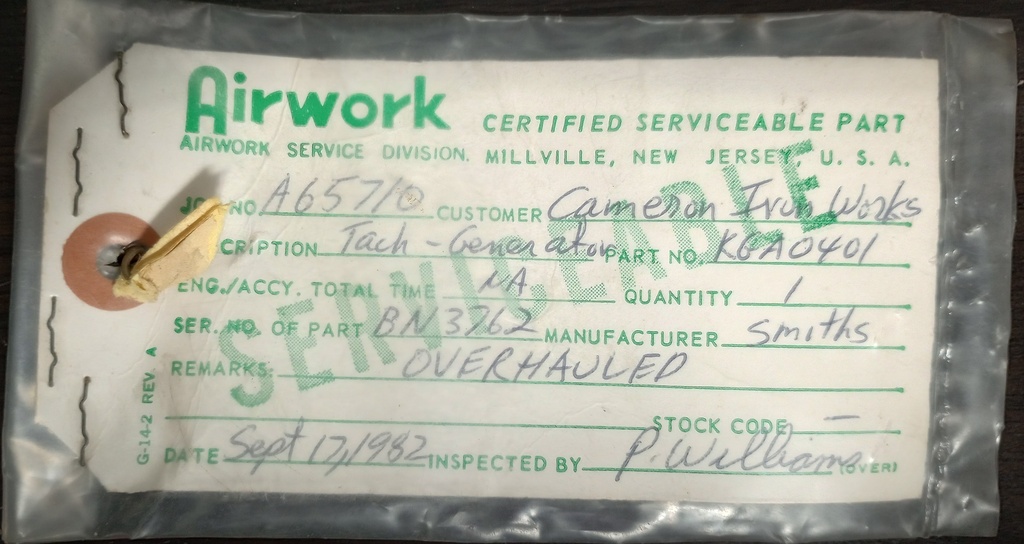 Airwork CERTIFIED SERVICEABLE PART
AIRWORK SERVICE DIVISION. MILLVILLE, NEW JERSEY, U. S. A.
NO A65710 CUSTOMER Cameron Iron Works
CRIPTION Tach-Generator PART NO. KGA0401
ENG./ACCY. TOTAL TIME NA QUANTITY 1
SER. NO. OF PART BN3762 MANUFACTURER Smiths
REMARKS: OVERHAULED
STOCK CODE —
DATE Sept 17, 1982 INSPECTED BY P. Williams (OVER)
G-14-2 REV. A
SERVICEABLE